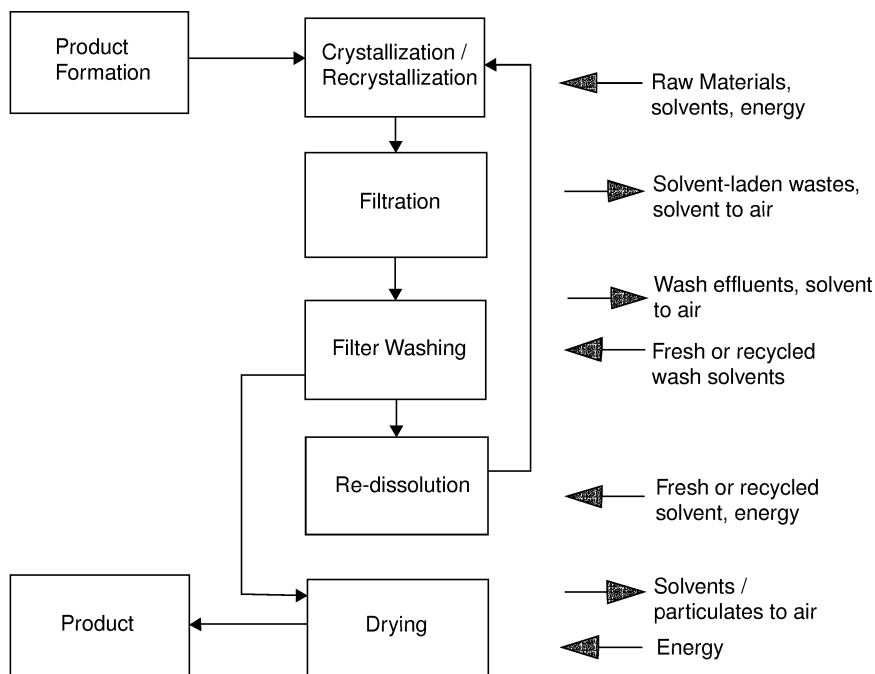 Product
Formation
Crystallization /
Recrystallization
Raw Materials,
solvents, energy
Filtration
Solvent-laden wastes,
solvent to air
Wash effluents, solvent
to air
Filter Washing
Fresh or recycled
wash solvents
Re-dissolution
Fresh or recycled
solvent, energy
Product
Drying
Solvents /
particulates to air
Energy